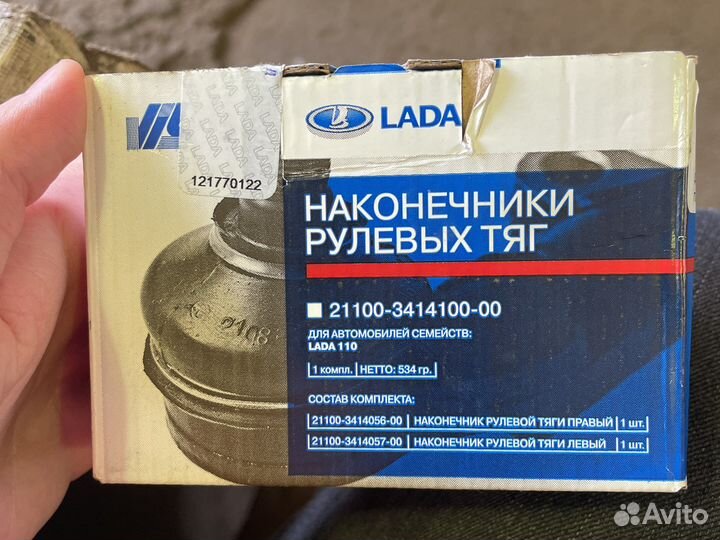 LADA
121770122
НАКОНЕЧНИКИ
РУЛЕВЫХ ТЯГ
21100-3414100-00
ДЛЯ АВТОМОБИЛЕЙ СЕМЕЙСТВ:
LADA 110
1 компл. НЕТТО: 534 гр.
СОСТАВ КОМПЛЕКТА:
21100-3414056-00 НАКОНЕЧНИК РУЛЕВОЙ ТЯГИ ПРАВЫЙ 1 шт.
21100-3414057-00 НАКОНЕЧНИК РУЛЕВОЙ ТЯГИ ЛЕВЫЙ 1 шт.
Avito